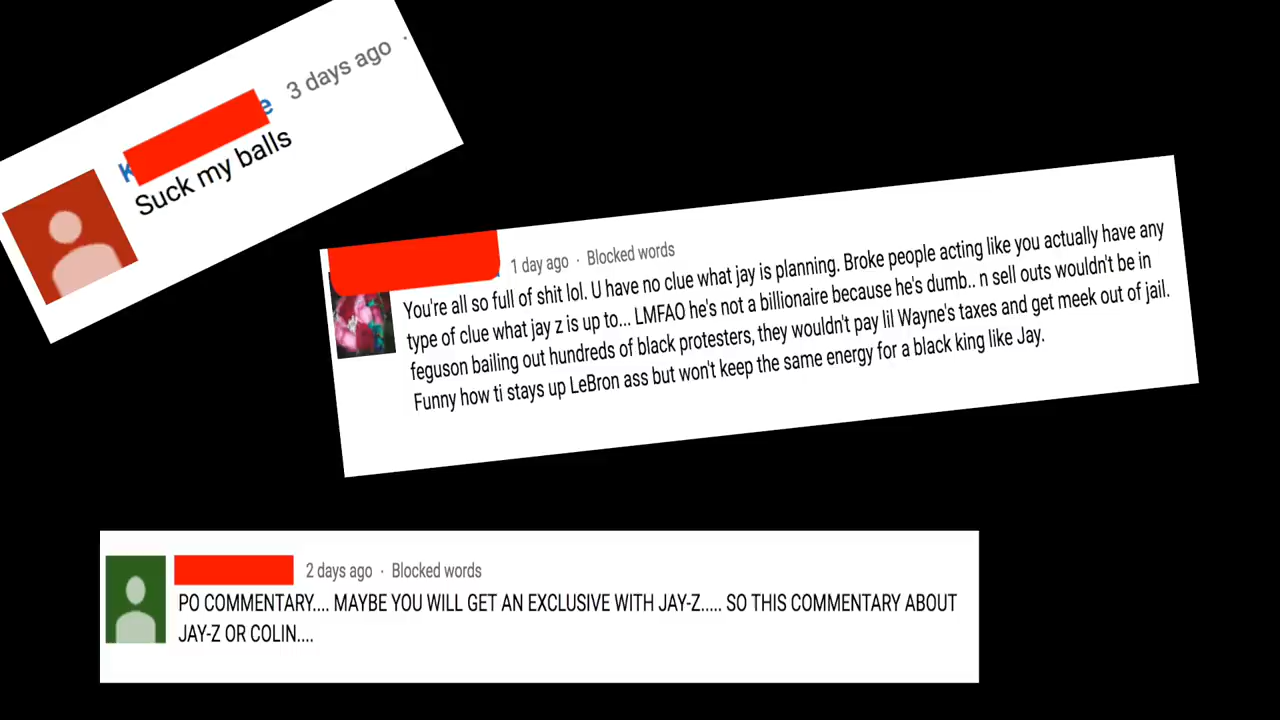 3 days ago ·
K e
Suck my balls
1 day ago · Blocked words
You're all so full of shit lol. U have no clue what jay is planning. Broke people acting like you actually have any
type of clue what jay z is up to... LMFAO he's not a billionaire because he's dumb.. n sell outs wouldn't be in
feguson bailing out hundreds of black protesters, they wouldn't pay lil Wayne's taxes and get meek out of jail.
Funny how ti stays up LeBron ass but won't keep the same energy for a black king like Jay.
2 days ago · Blocked words
PO COMMENTARY.... MAYBE YOU WILL GET AN EXCLUSIVE WITH JAY-Z..... SO THIS COMMENTARY ABOUT
JAY-Z OR COLIN....